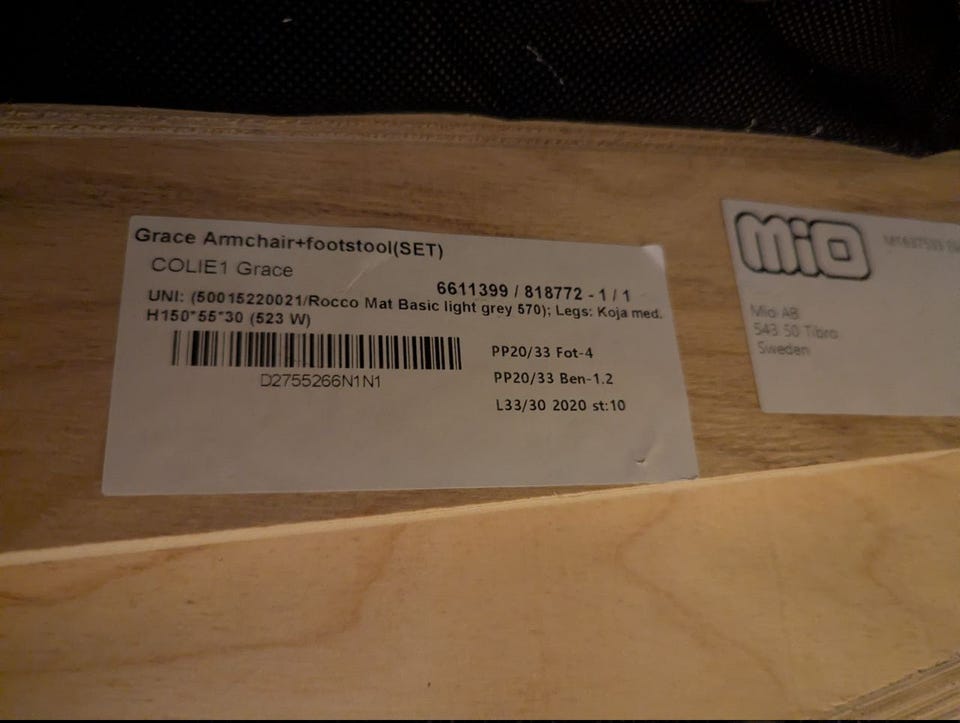 Grace Armchair+footstool(SET)
COLIE1 Grace
6611399 / 818772 - 1 / 1
UNI: (50015220021/Rocco Mat Basic light grey 570); Legs: Koja med.
H150*55*30 (523 W)
D2755266N1N1
PP20/33 Fot-4
PP20/33 Ben-1.2
L33/30 2020 st:10
Mio
Mio AB
543 50 Tibro
Sweden